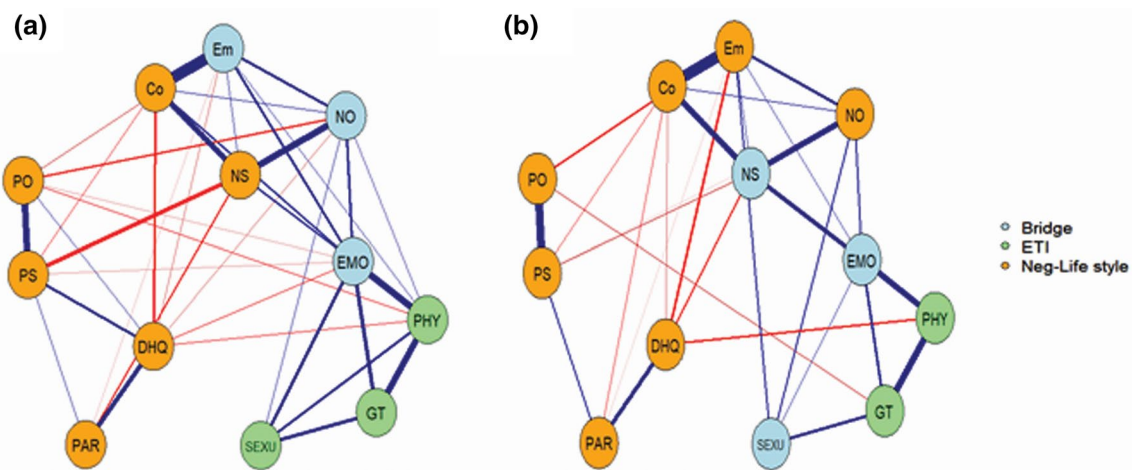 (a)
Em
Co
NO
NS
PO
PS
EMO
PHY
DHQ
GT
PAR
SEXU
(b)
Em
Co
NO
NS
PO
PS
EMO
PHY
DHQ
GT
PAR
SEXU
Bridge
ETI
Neg-Life style